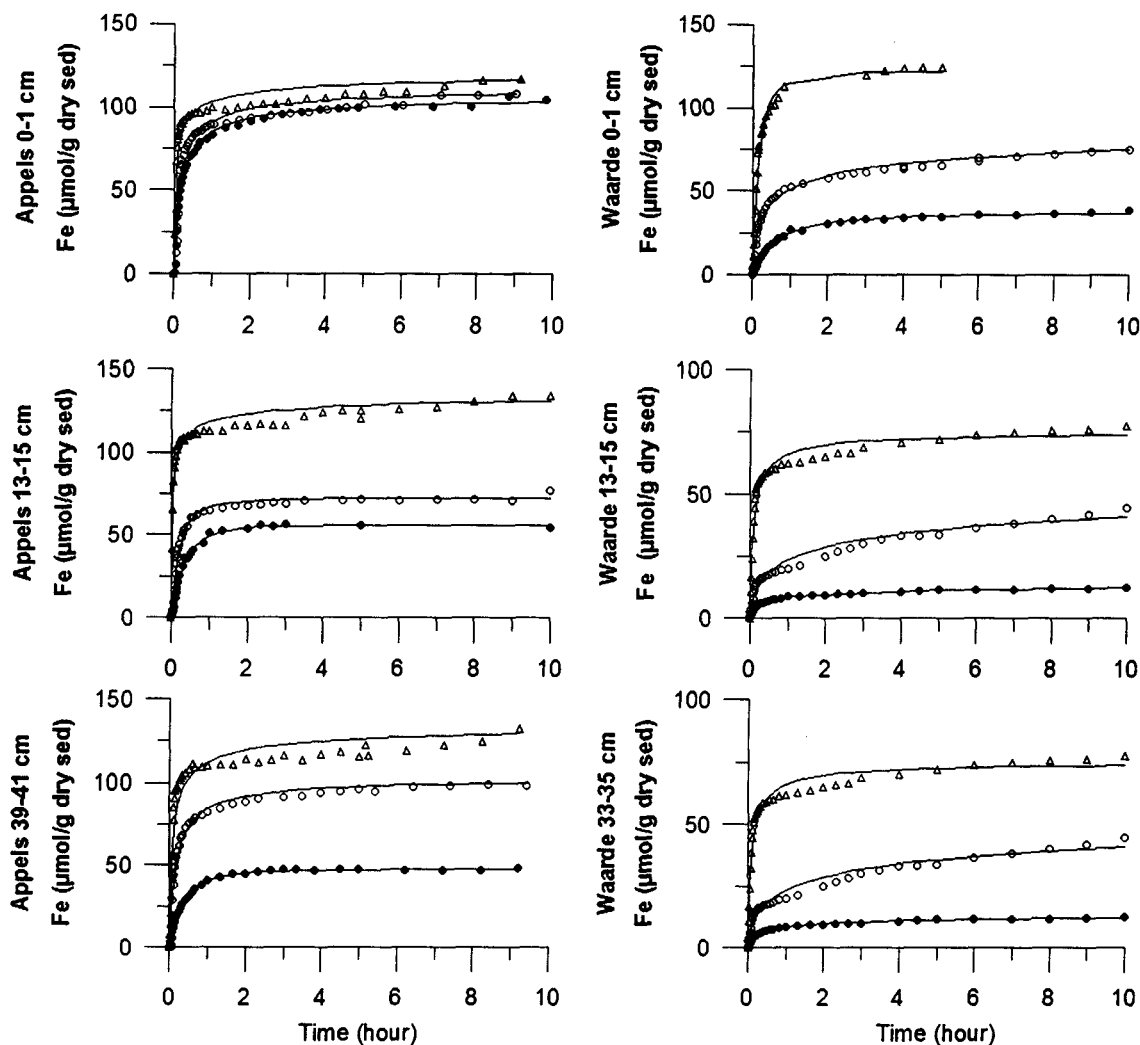 Appels 0-1 cm
Fe (µmol/g dry sed)
150
100
50
0
0 2 4 6 8 10
Waarde 0-1 cm
Fe (µmol/g dry sed)
150
100
50
0
0 2 4 6 8 10
Appels 13-15 cm
Fe (µmol/g dry sed)
150
100
50
0
0 2 4 6 8 10
Waarde 13-15 cm
Fe (µmol/g dry sed)
100
50
0
0 2 4 6 8 10
Appels 39-41 cm
Fe (µmol/g dry sed)
150
100
50
0
0 2 4 6 8 10
Time (hour)
Waarde 33-35 cm
Fe (µmol/g dry sed)
100
50
0
0 2 4 6 8 10
Time (hour)